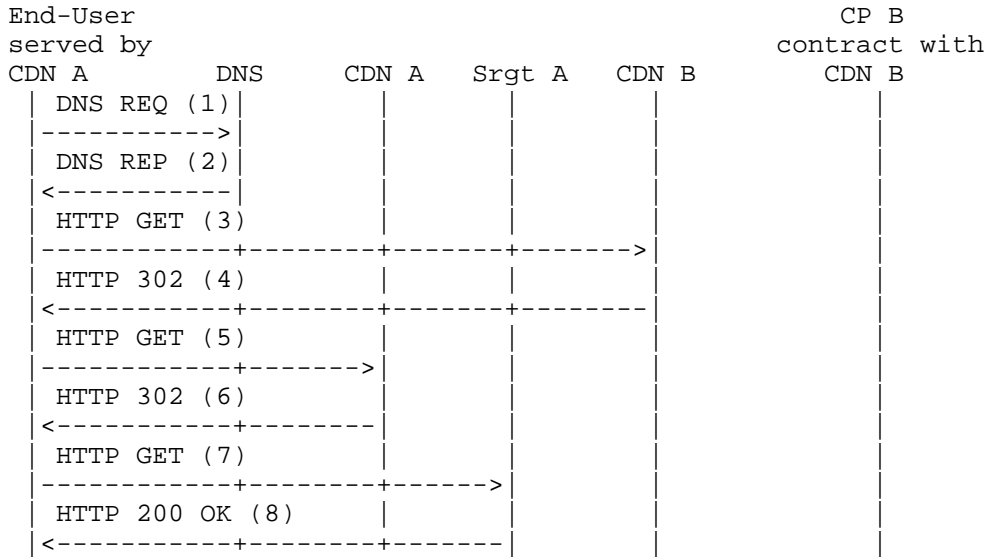 End-User CP B
served by contract with
CDN A DNS CDN A Srgt A CDN B CDN B
DNS REQ (1)
DNS REP (2)
HTTP GET (3)
HTTP 302 (4)
HTTP GET (5)
HTTP 302 (6)
HTTP GET (7)
HTTP 200 OK (8)